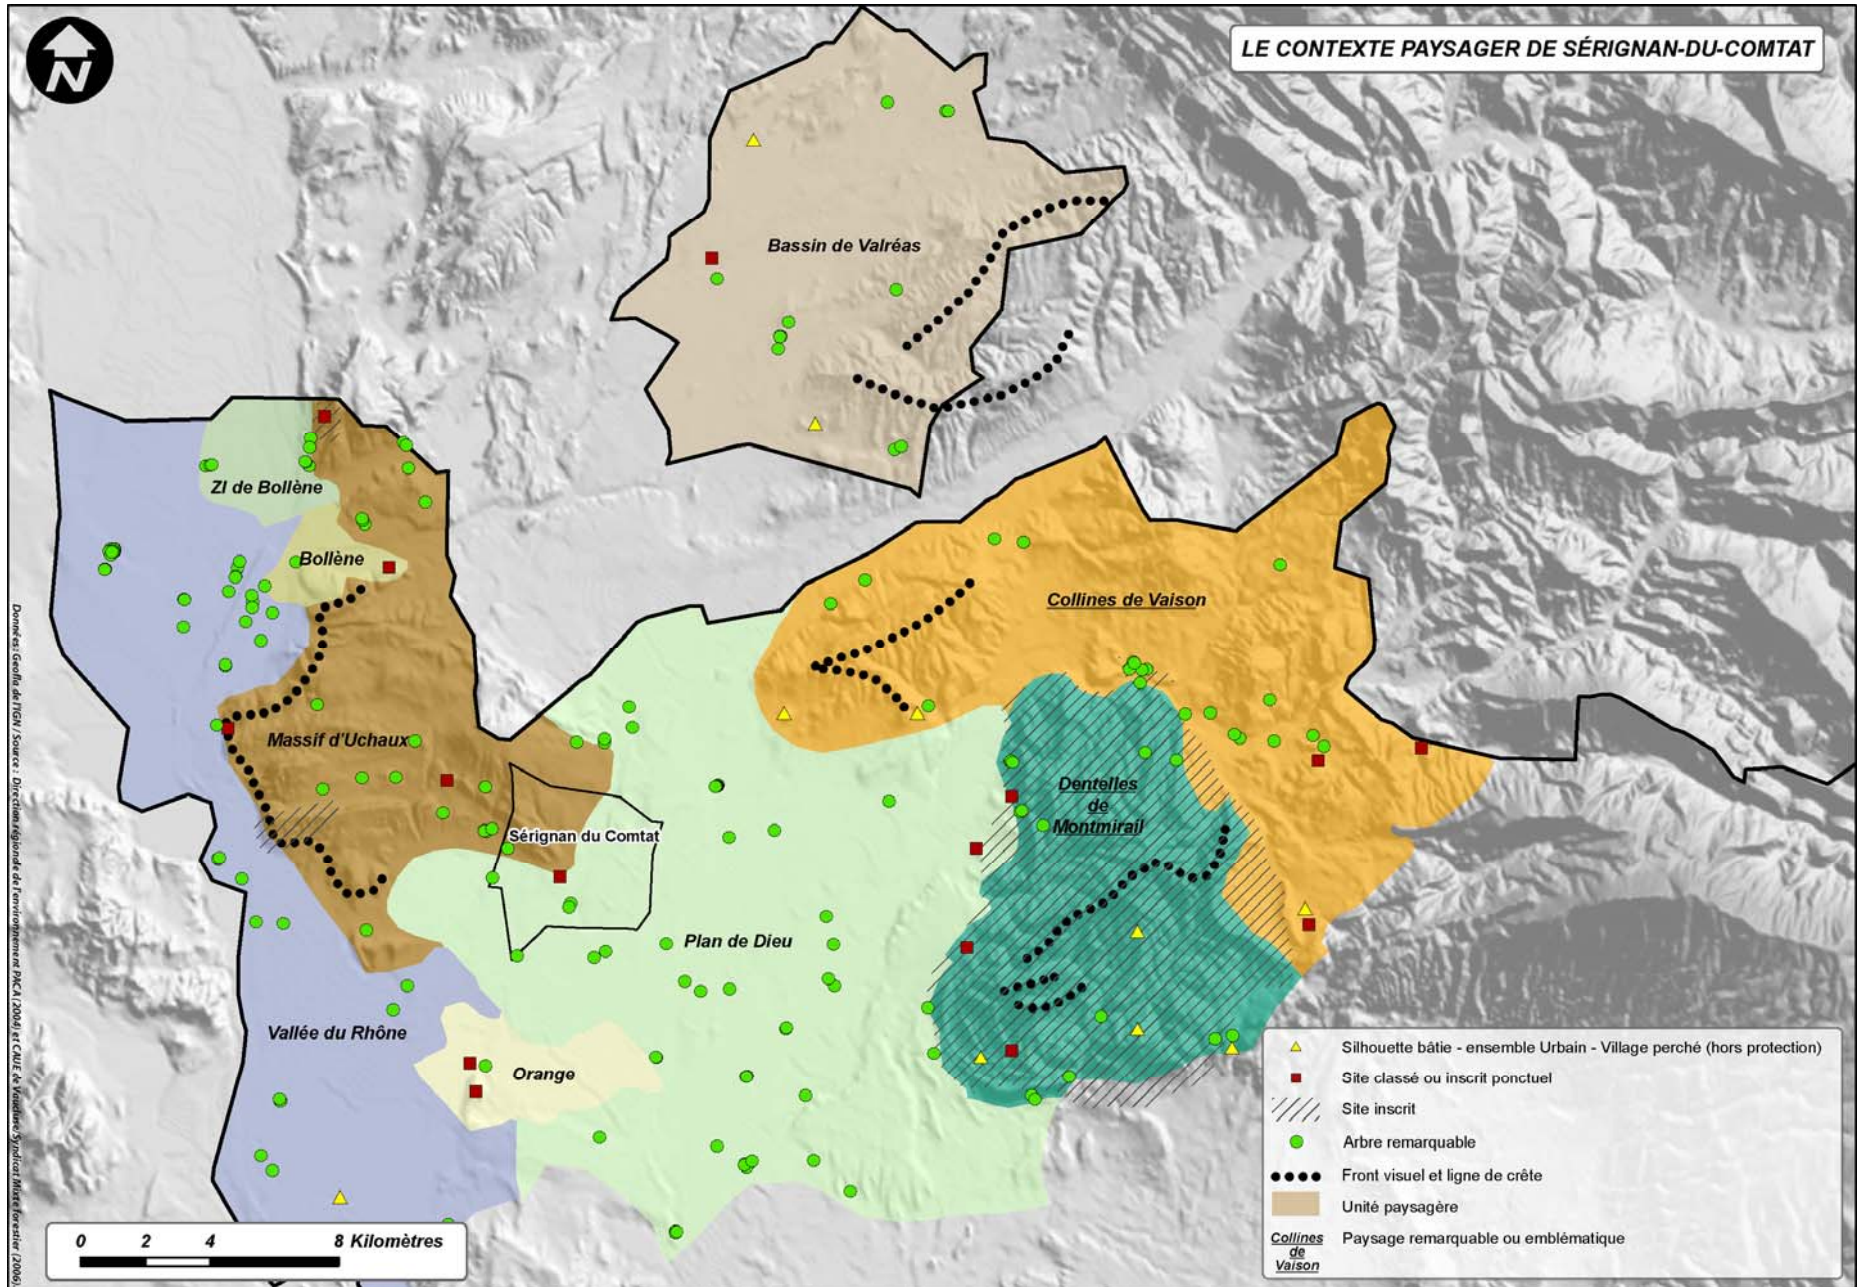 N
LE CONTEXTE PAYSAGER DE SÉRIGNAN-DU-COMTAT
Bassin de Valréas
ZI de Bollène
Bollène
Collines de Vaison
Massif d'Uchaux
Dentelles
de
Montmirail
Sérignan du Comtat
Plan de Dieu
Vallée du Rhône
Orange
Silhouette bâtie - ensemble Urbain - Village perché (hors protection)
Site classé ou inscrit ponctuel
Site inscrit
Arbre remarquable
Front visuel et ligne de crête
Unité paysagère
Collines
de
Vaison
Paysage remarquable ou emblématique
0 2 4 8 Kilomètres
Données: Geofla de l'IGN / Source : Direction régionde de l'environnement PACA (2004) et CAUE de Vaucluse/Syndicat Mixte Forestier (2006)